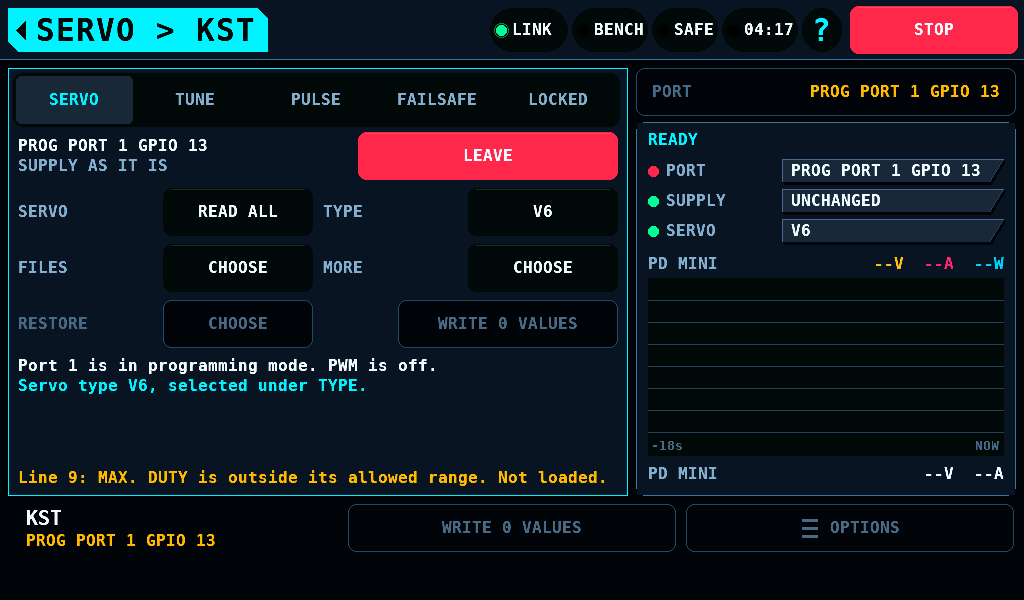 SERVO > KST
LINK
BENCH
SAFE
04:17
?
STOP
SERVO
TUNE
PULSE
FAILSAFE
LOCKED
PORT
PROG PORT 1 GPIO 13
PROG PORT 1 GPIO 13
SUPPLY AS IT IS
LEAVE
SERVO
READ ALL
TYPE
V6
FILES
CHOOSE
MORE
CHOOSE
RESTORE
CHOOSE
WRITE 0 VALUES
Port 1 is in programming mode. PWM is off.
Servo type V6, selected under TYPE.
Line 9: MAX. DUTY is outside its allowed range. Not loaded.
READY
PORT
PROG PORT 1 GPIO 13
SUPPLY
UNCHANGED
SERVO
V6
PD MINI
--V
--A
--W
-18s
NOW
PD MINI
--V
--A
KST
PROG PORT 1 GPIO 13
WRITE 0 VALUES
OPTIONS